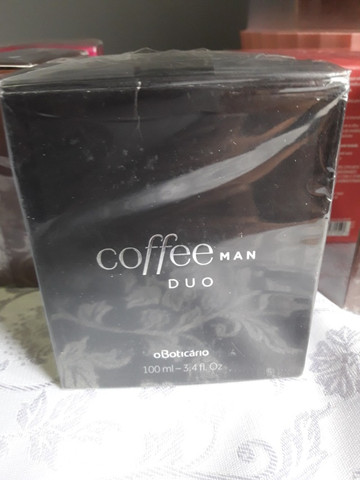 coffee MAN
DUO
oBoticário
100 ml – 3,4 fl. Oz